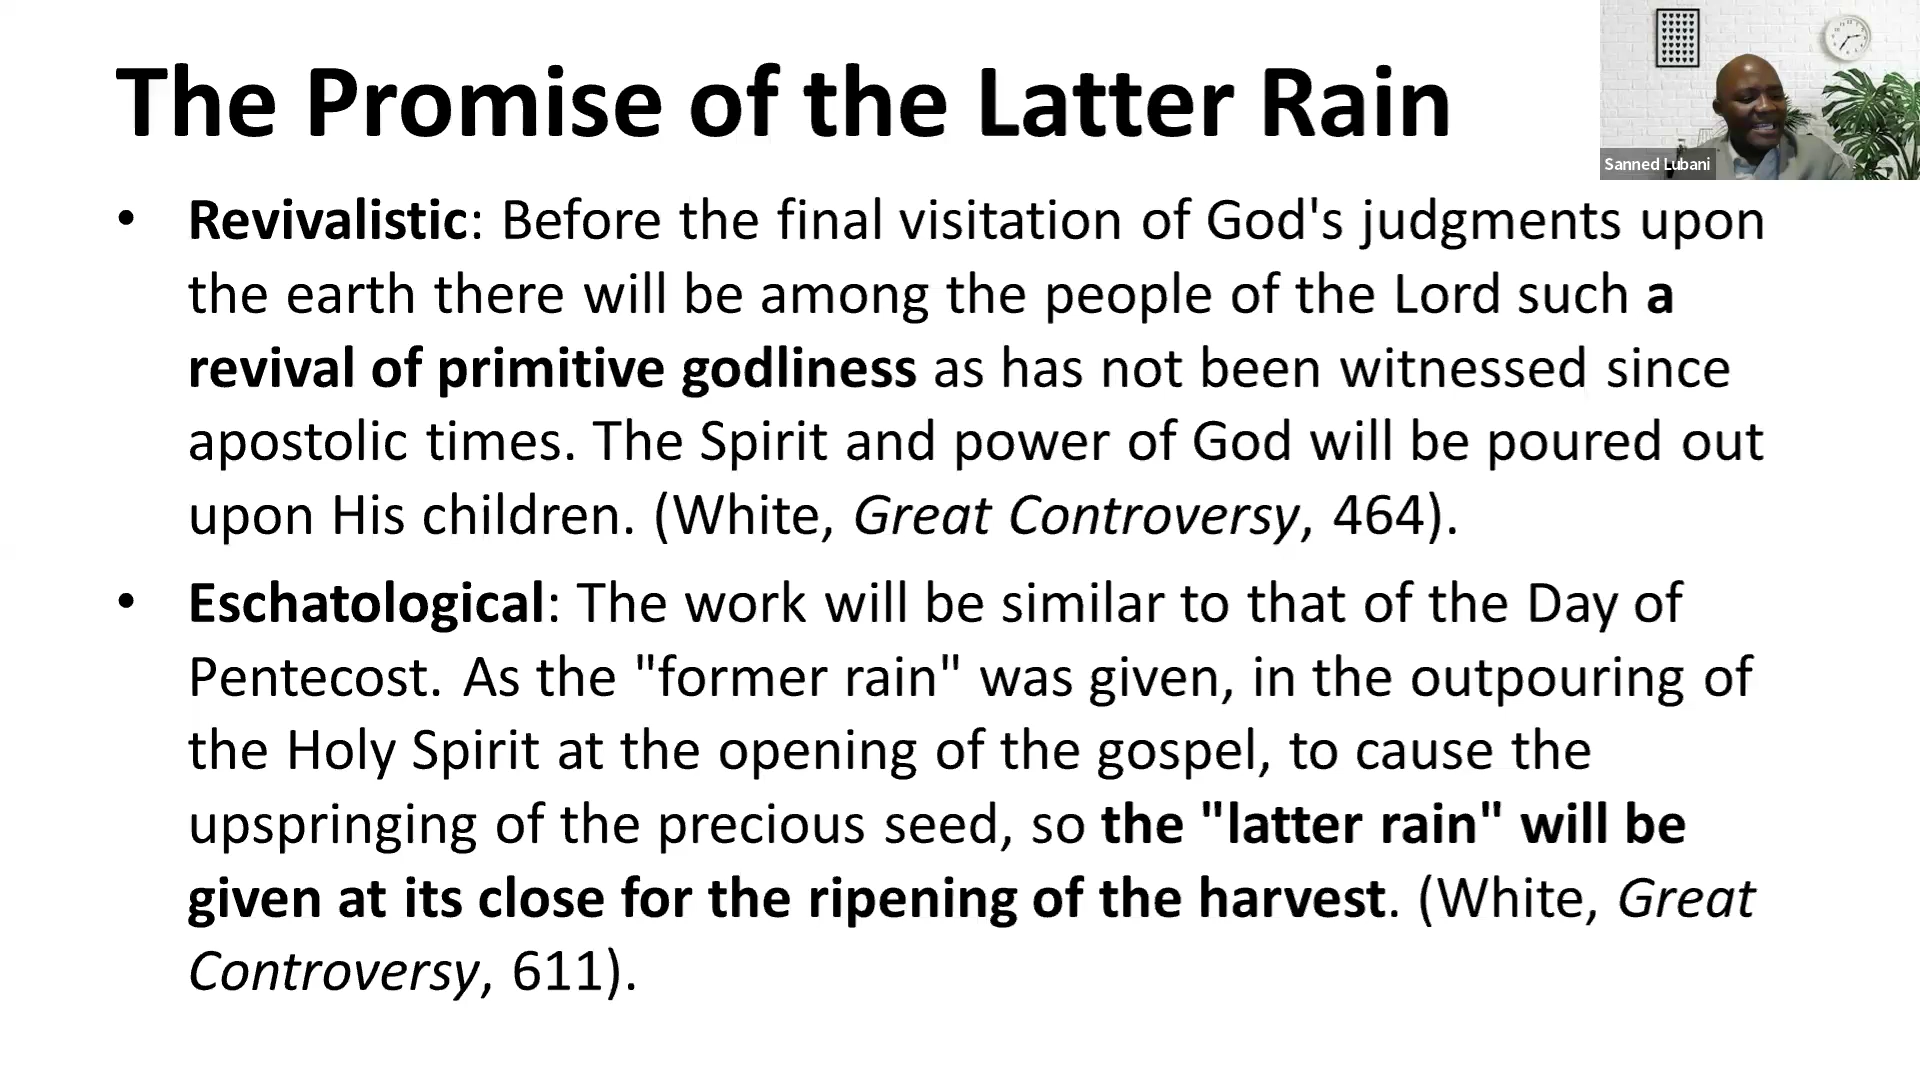 The Promise of the Latter Rain
Sanned Lubani
• Revivalistic: Before the final visitation of God's judgments upon
the earth there will be among the people of the Lord such a
revival of primitive godliness as has not been witnessed since
apostolic times. The Spirit and power of God will be poured out
upon His children. (White, Great Controversy, 464).
• Eschatological: The work will be similar to that of the Day of
Pentecost. As the "former rain" was given, in the outpouring of
the Holy Spirit at the opening of the gospel, to cause the
upspringing of the precious seed, so the "latter rain" will be
given at its close for the ripening of the harvest. (White, Great
Controversy, 611).